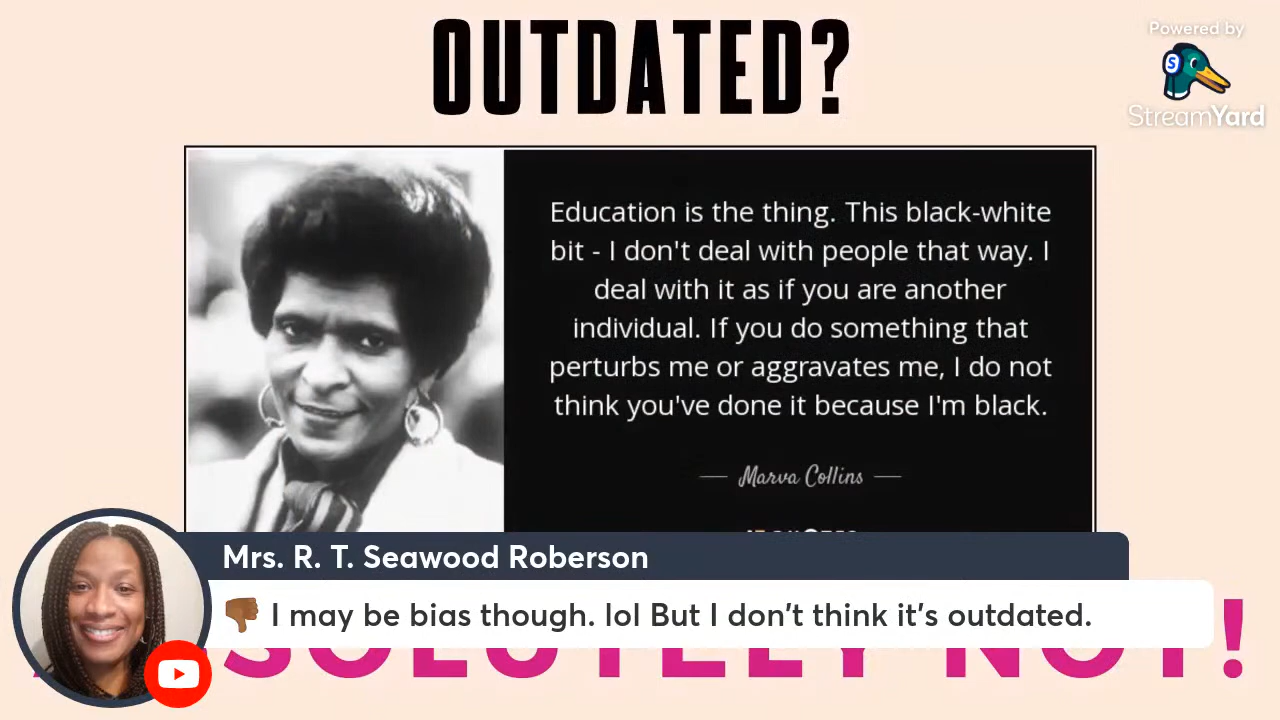 OUTDATED?
Powered by
StreamYard
Education is the thing. This black-white
bit - I don't deal with people that way. I
deal with it as if you are another
individual. If you do something that
perturbs me or aggravates me, I do not
think you've done it because I'm black.
Marva Collins
Mrs. R. T. Seawood Roberson
👎🏾 I may be bias though. lol But I don't think it's outdated.
SOLUTELY NOT!